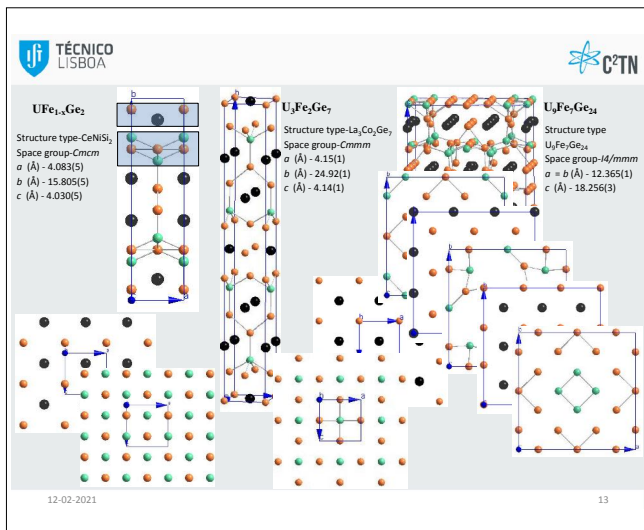 TÉCNICO
LISBOA
C²TN
UFe₁₋ₓGe₂
Structure type-CeNiSi₂
Space group-Cmcm
a (Å) - 4.083(5)
b (Å) - 15.805(5)
c (Å) - 4.030(5)
U₃Fe₂Ge₇
Structure type-La₃Co₂Ge₇
Space group-Cmmm
a (Å) - 4.15(1)
b (Å) - 24.92(1)
c (Å) - 4.14(1)
U₉Fe₇Ge₂₄
Structure type
U₉Fe₇Ge₂₄
Space group-I4/mmm
a = b (Å) - 12.365(1)
c (Å) - 18.256(3)
12-02-2021
13